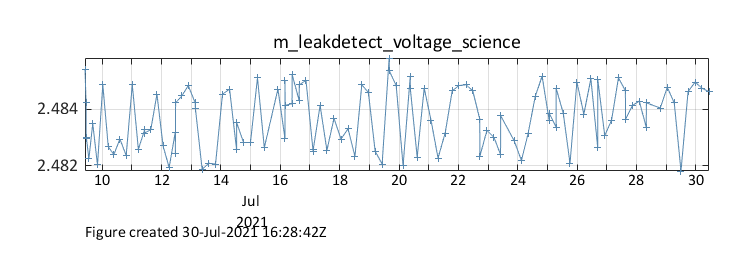 m_leakdetect_voltage_science
2.484
2.482
10 12 14 16 18 20 22 24 26 28 30
Jul
2021
Figure created 30-Jul-2021 16:28:42Z